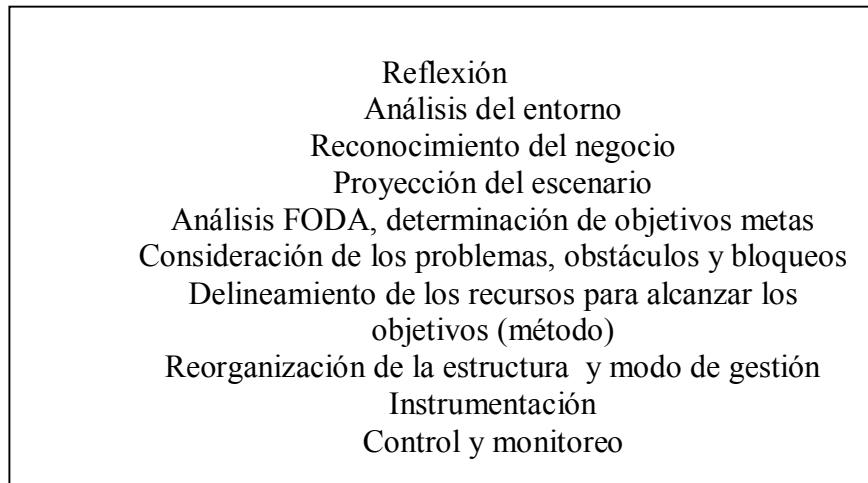 Reflexión
Análisis del entorno
Reconocimiento del negocio
Proyección del escenario
Análisis FODA, determinación de objetivos metas
Consideración de los problemas, obstáculos y bloqueos
Delineamiento de los recursos para alcanzar los
objetivos (método)
Reorganización de la estructura  y modo de gestión
Instrumentación
Control y monitoreo